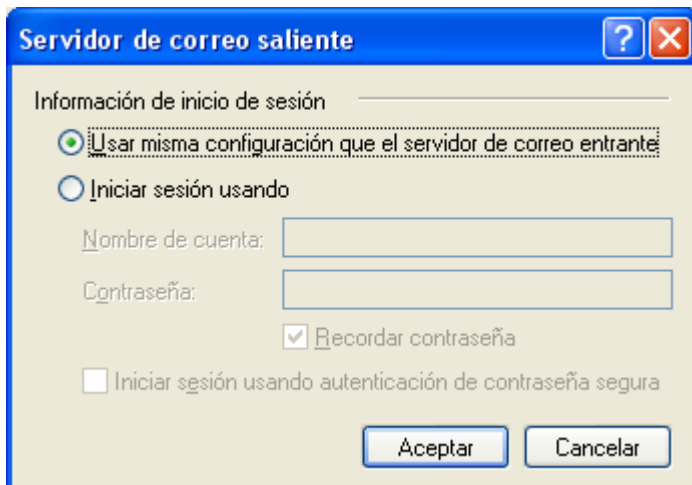 Servidor de correo saliente
Información de inicio de sesión
Usar misma configuración que el servidor de correo entrante
Iniciar sesión usando
Nombre de cuenta:
Contraseña:
Recordar contraseña
Iniciar sesión usando autenticación de contraseña segura
Aceptar Cancelar